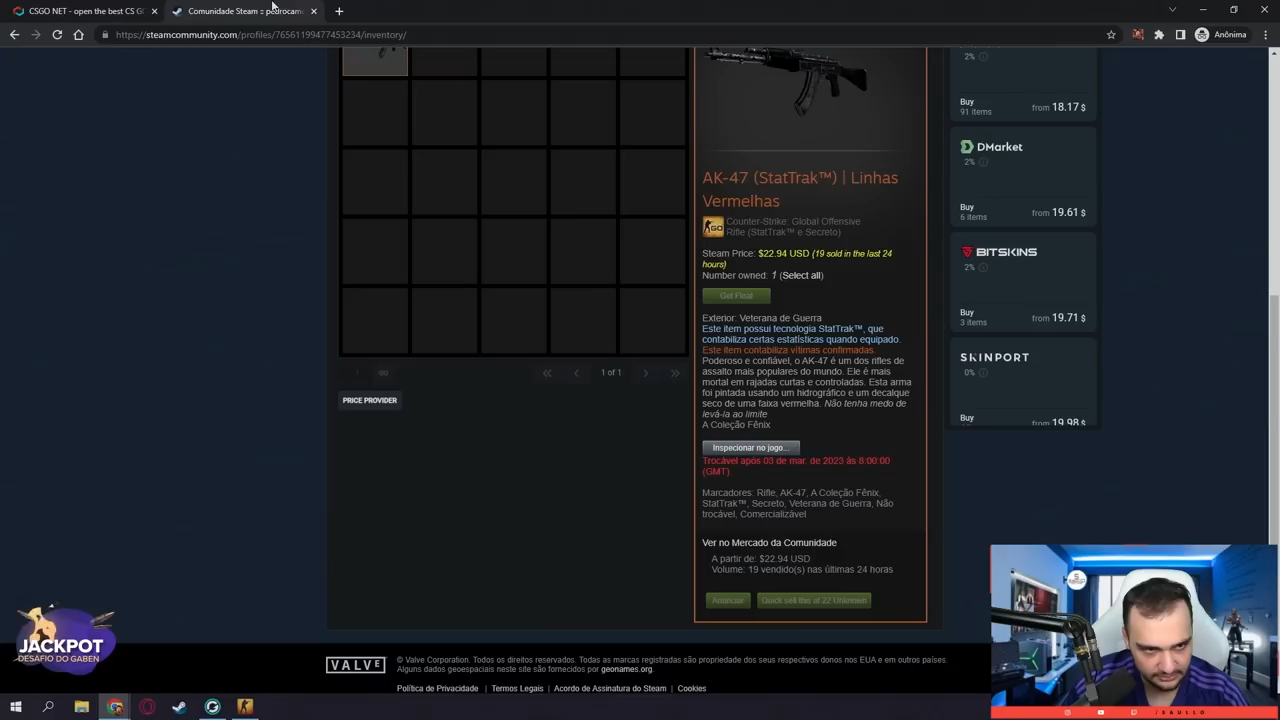 CSGO NET - open the best CS G
Comunidade Steam :: pedrocam
https://steamcommunity.com/profiles/76561199477453234/inventory/
Anônima
2%
Buy
91 items
from 18.17 $
DMarket
2%
Buy
6 items
from 19.61 $
BITSKINS
2%
Buy
3 items
from 19.71 $
SKINPORT
0%
Buy
from 19.98 $
AK-47 (StatTrak™) | Linhas
Vermelhas
Counter-Strike: Global Offensive
Rifle (StatTrak™ e Secreto)
Steam Price: $22.94 USD (19 sold in the last 24
hours)
Number owned: 1 (Select all)
Get Float
Exterior: Veterana de Guerra
Este item possui tecnologia StatTrak™, que
contabiliza certas estatísticas quando equipado.
Este item contabiliza vítimas confirmadas.
Poderoso e confiável, o AK-47 é um dos rifles de
assalto mais populares do mundo. Ele é mais
mortal em rajadas curtas e controladas. Esta arma
foi pintada usando um hidrográfico e um decalque
seco de uma faixa vermelha. Não tenha medo de
levá-la ao limite
A Coleção Fênix
Inspecionar no jogo...
Trocável após 03 de mar. de 2023 às 8:00:00
(GMT)
Marcadores: Rifle, AK-47, A Coleção Fênix,
StatTrak™, Secreto, Veterana de Guerra, Não
trocável, Comercializável
Ver no Mercado da Comunidade
A partir de: $22.94 USD
Volume: 19 vendido(s) nas últimas 24 horas
Anunciar
Quick sell this at 22 Unknown
1 of 1
PRICE PROVIDER
JACKPOT
DESAFIO DO GABEN
VALVE
© Valve Corporation. Todos os direitos reservados. Todas as marcas registradas são propriedade dos seus respectivos donos nos EUA e em outros países.
Alguns dados geoespaciais neste site são fornecidos por geonames.org.
Política de Privacidade | Termos Legais | Acordo de Assinatura do Steam | Cookies
/SAULLO